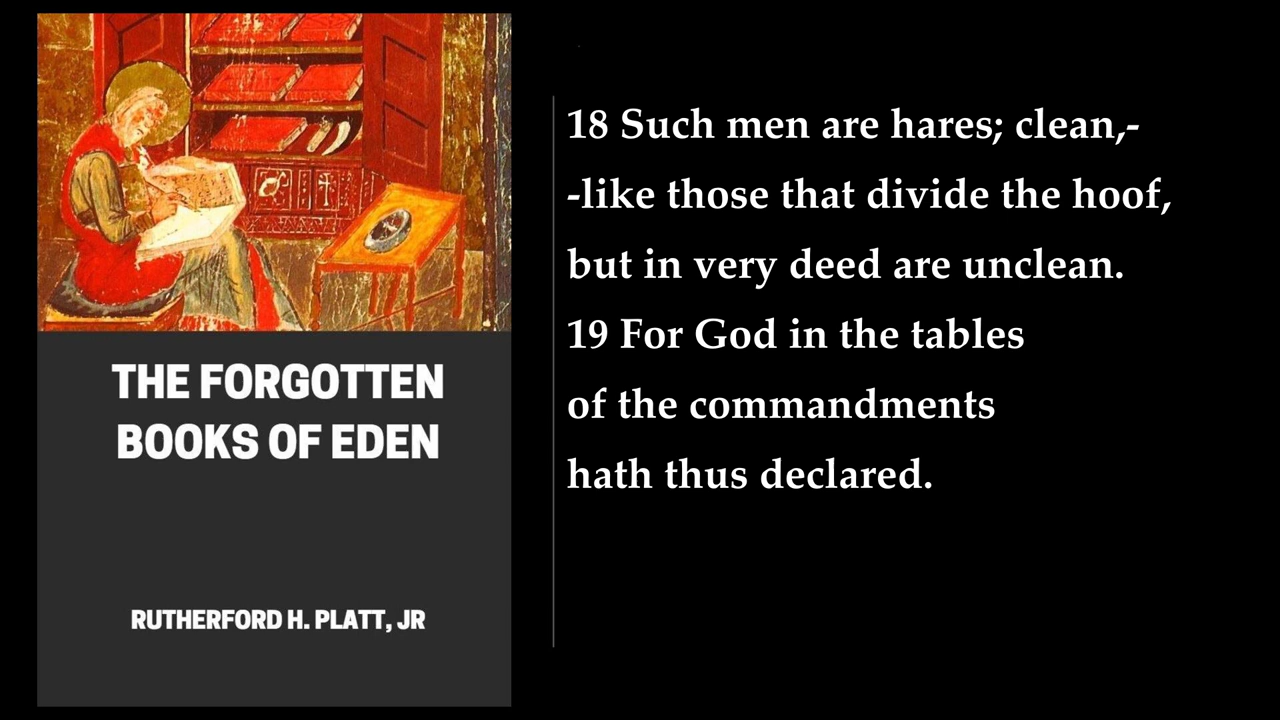 THE FORGOTTEN
BOOKS OF EDEN
RUTHERFORD H. PLATT, JR
18 Such men are hares; clean,-
-like those that divide the hoof,
but in very deed are unclean.
19 For God in the tables
of the commandments
hath thus declared.